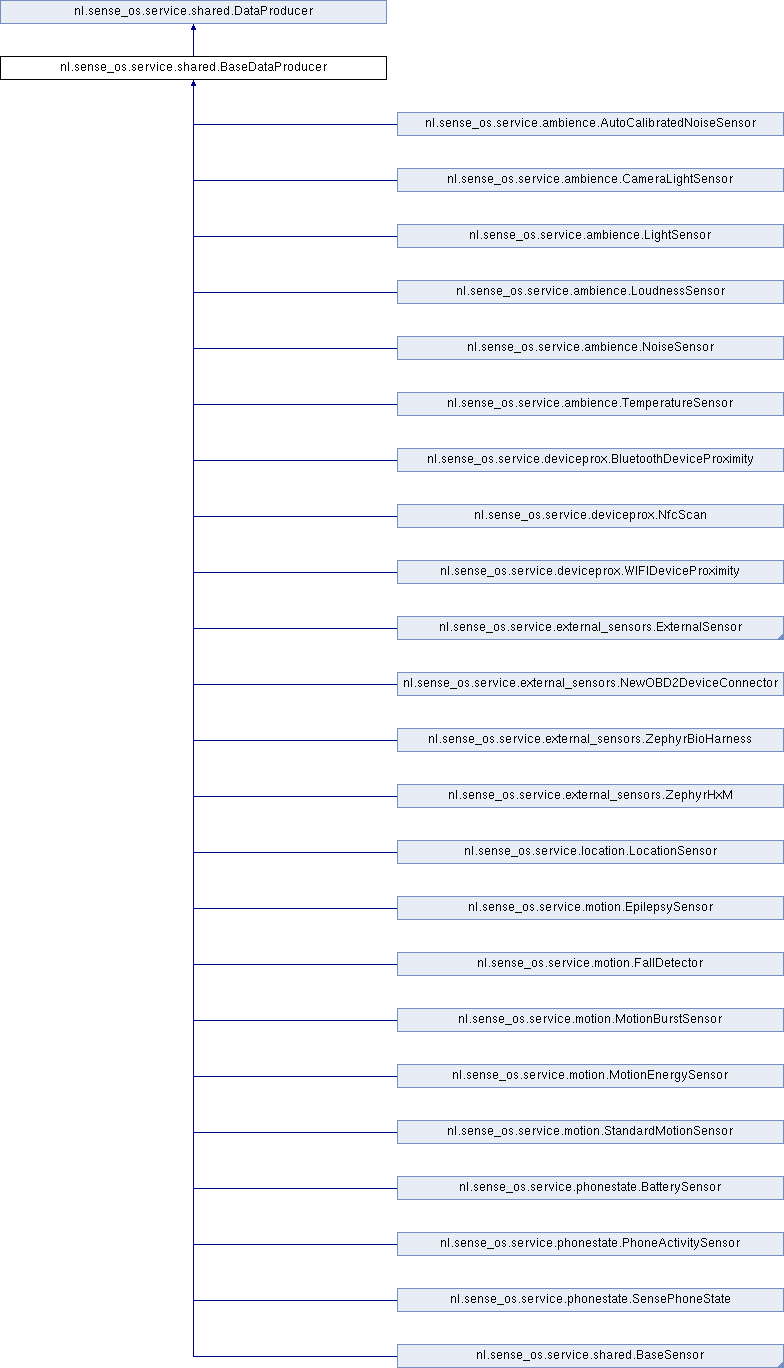 nl.sense_os.service.shared.DataProducer
nl.sense_os.service.shared.BaseDataProducer
nl.sense_os.service.ambience.AutoCalibratedNoiseSensor
nl.sense_os.service.ambience.CameraLightSensor
nl.sense_os.service.ambience.LightSensor
nl.sense_os.service.ambience.LoudnessSensor
nl.sense_os.service.ambience.NoiseSensor
nl.sense_os.service.ambience.TemperatureSensor
nl.sense_os.service.deviceprox.BluetoothDeviceProximity
nl.sense_os.service.deviceprox.NfcScan
nl.sense_os.service.deviceprox.WIFIDeviceProximity
nl.sense_os.service.external_sensors.ExternalSensor
nl.sense_os.service.external_sensors.NewOBD2DeviceConnector
nl.sense_os.service.external_sensors.ZephyrBioHarness
nl.sense_os.service.external_sensors.ZephyrHxM
nl.sense_os.service.location.LocationSensor
nl.sense_os.service.motion.EpilepsySensor
nl.sense_os.service.motion.FallDetector
nl.sense_os.service.motion.MotionBurstSensor
nl.sense_os.service.motion.MotionEnergySensor
nl.sense_os.service.motion.StandardMotionSensor
nl.sense_os.service.phonestate.BatterySensor
nl.sense_os.service.phonestate.PhoneActivitySensor
nl.sense_os.service.phonestate.SensePhoneState
nl.sense_os.service.shared.BaseSensor